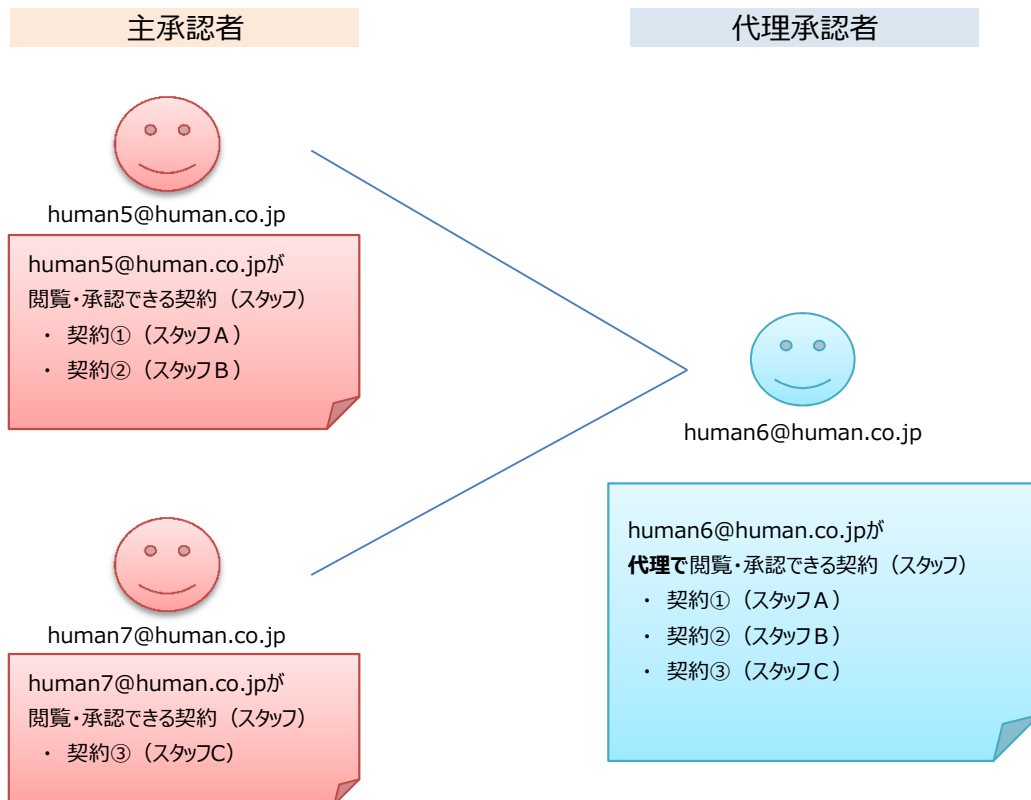 主承認者
代理承認者
human5@human.co.jp
human5@human.co.jpが
閲覧・承認できる契約（スタッフ）
・ 契約①（スタッフA）
・ 契約②（スタッフB）
human7@human.co.jp
human7@human.co.jpが
閲覧・承認できる契約（スタッフ）
・ 契約③（スタッフC）
human6@human.co.jp
human6@human.co.jpが
代理で閲覧・承認できる契約（スタッフ）
・ 契約①（スタッフA）
・ 契約②（スタッフB）
・ 契約③（スタッフC）